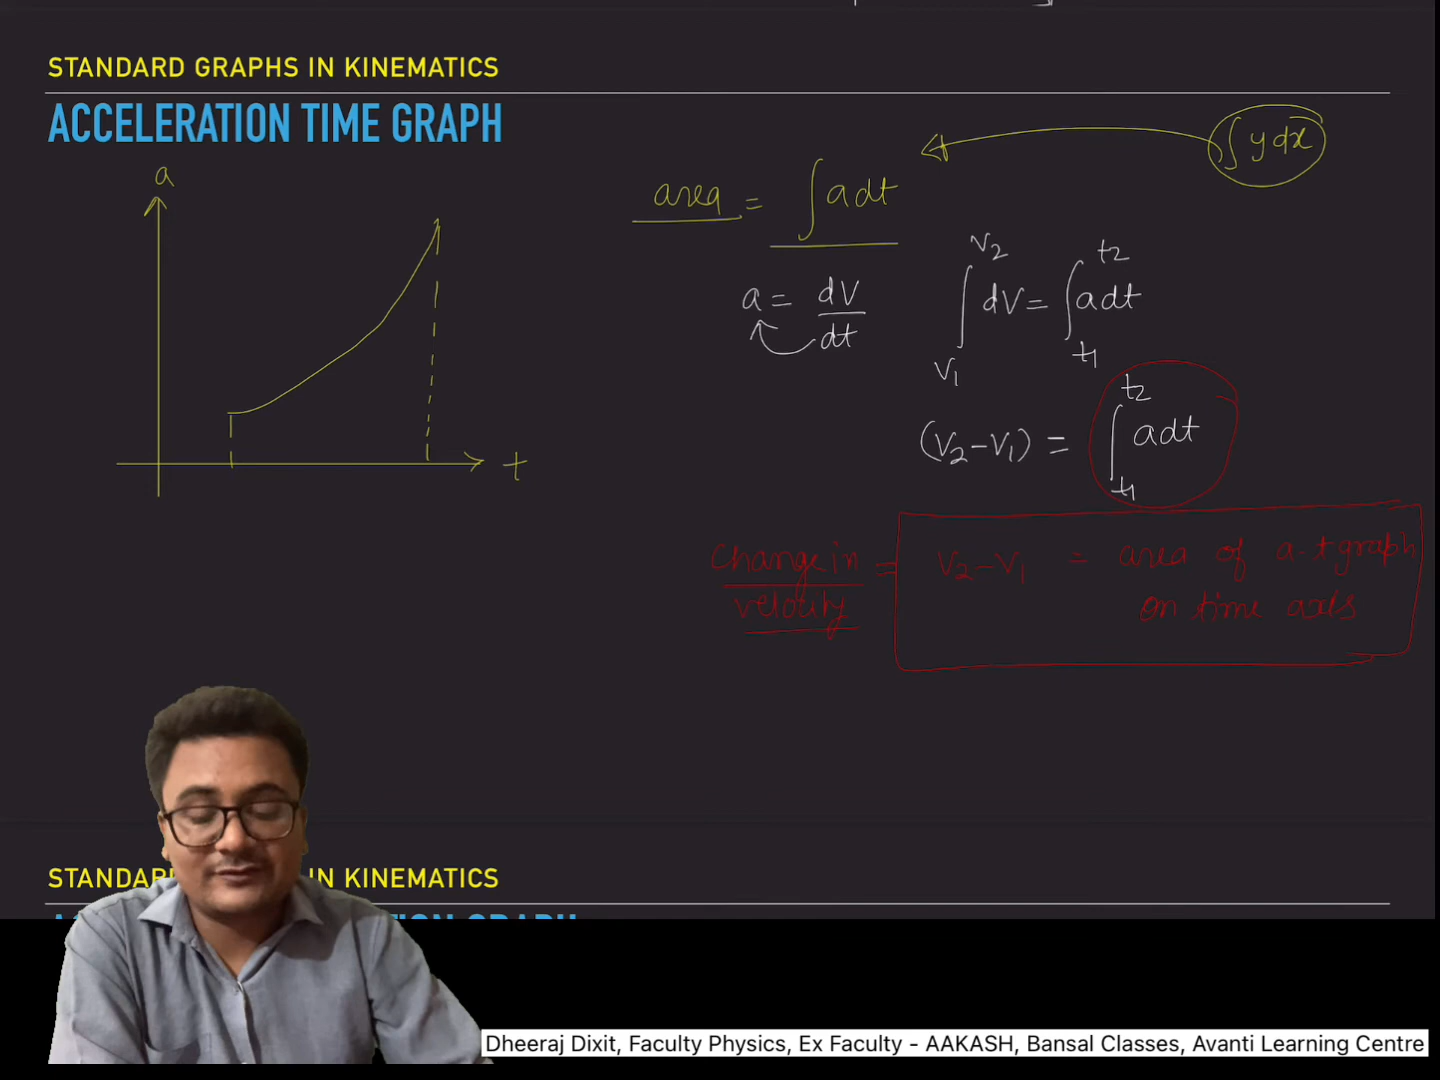 STANDARD GRAPHS IN KINEMATICS
ACCELERATION TIME GRAPH
∫ydx
a
area = ∫adt
a = dV/dt
∫_{V1}^{V2} dV = ∫_{t1}^{t2} adt
(V2-V1) = ∫_{t1}^{t2} adt
t
change in velocity = V2-V1 = area of a-t graph
on time axis
IN KINEMATICS
Dheeraj Dixit, Faculty Physics, Ex Faculty - AAKASH, Bansal Classes, Avanti Learning Centre